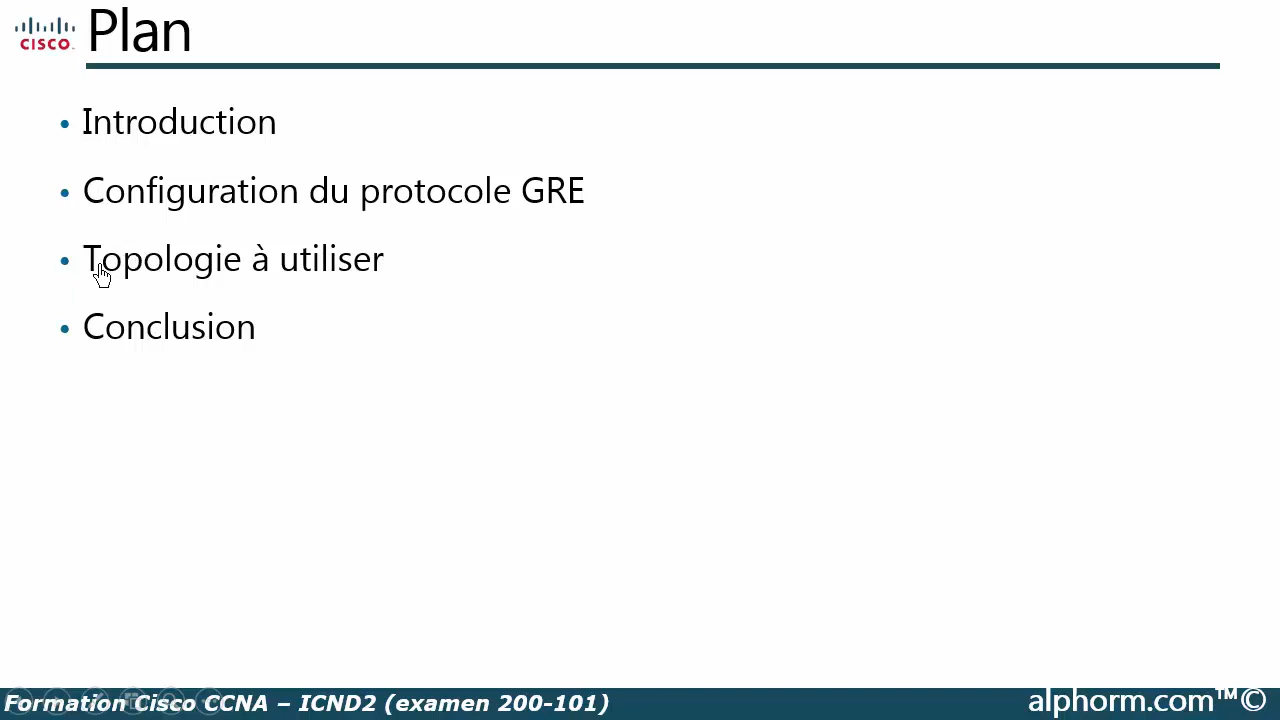 CISCO
Plan
• Introduction
• Configuration du protocole GRE
• Topologie à utiliser
• Conclusion
Formation Cisco CCNA – ICND2 (examen 200-101)
alphorm.com™©